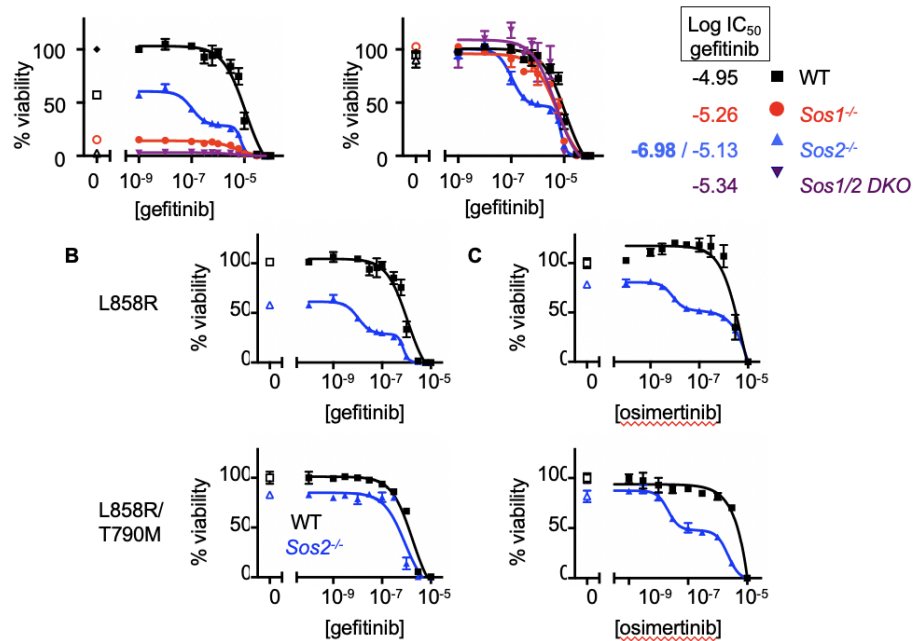 % viability
100
50
0
0
10-9
10-7
10-5
[gefitinib]
% viability
100
50
0
0
10-9
10-7
10-5
[gefitinib]
Log IC50
gefitinib
-4.95 WT
-5.26 Sos1-/-
-6.98 / -5.13 Sos2-/-
-5.34 Sos1/2 DKO
B
L858R
% viability
100
50
0
0
10-9
10-7
10-5
[gefitinib]
C
% viability
100
50
0
0
10-9
10-7
10-5
[osimertinib]
L858R/
T790M
% viability
100
50
0
WT
Sos2-/-
0
10-9
10-7
10-5
[gefitinib]
% viability
100
50
0
0
10-9
10-7
10-5
[osimertinib]